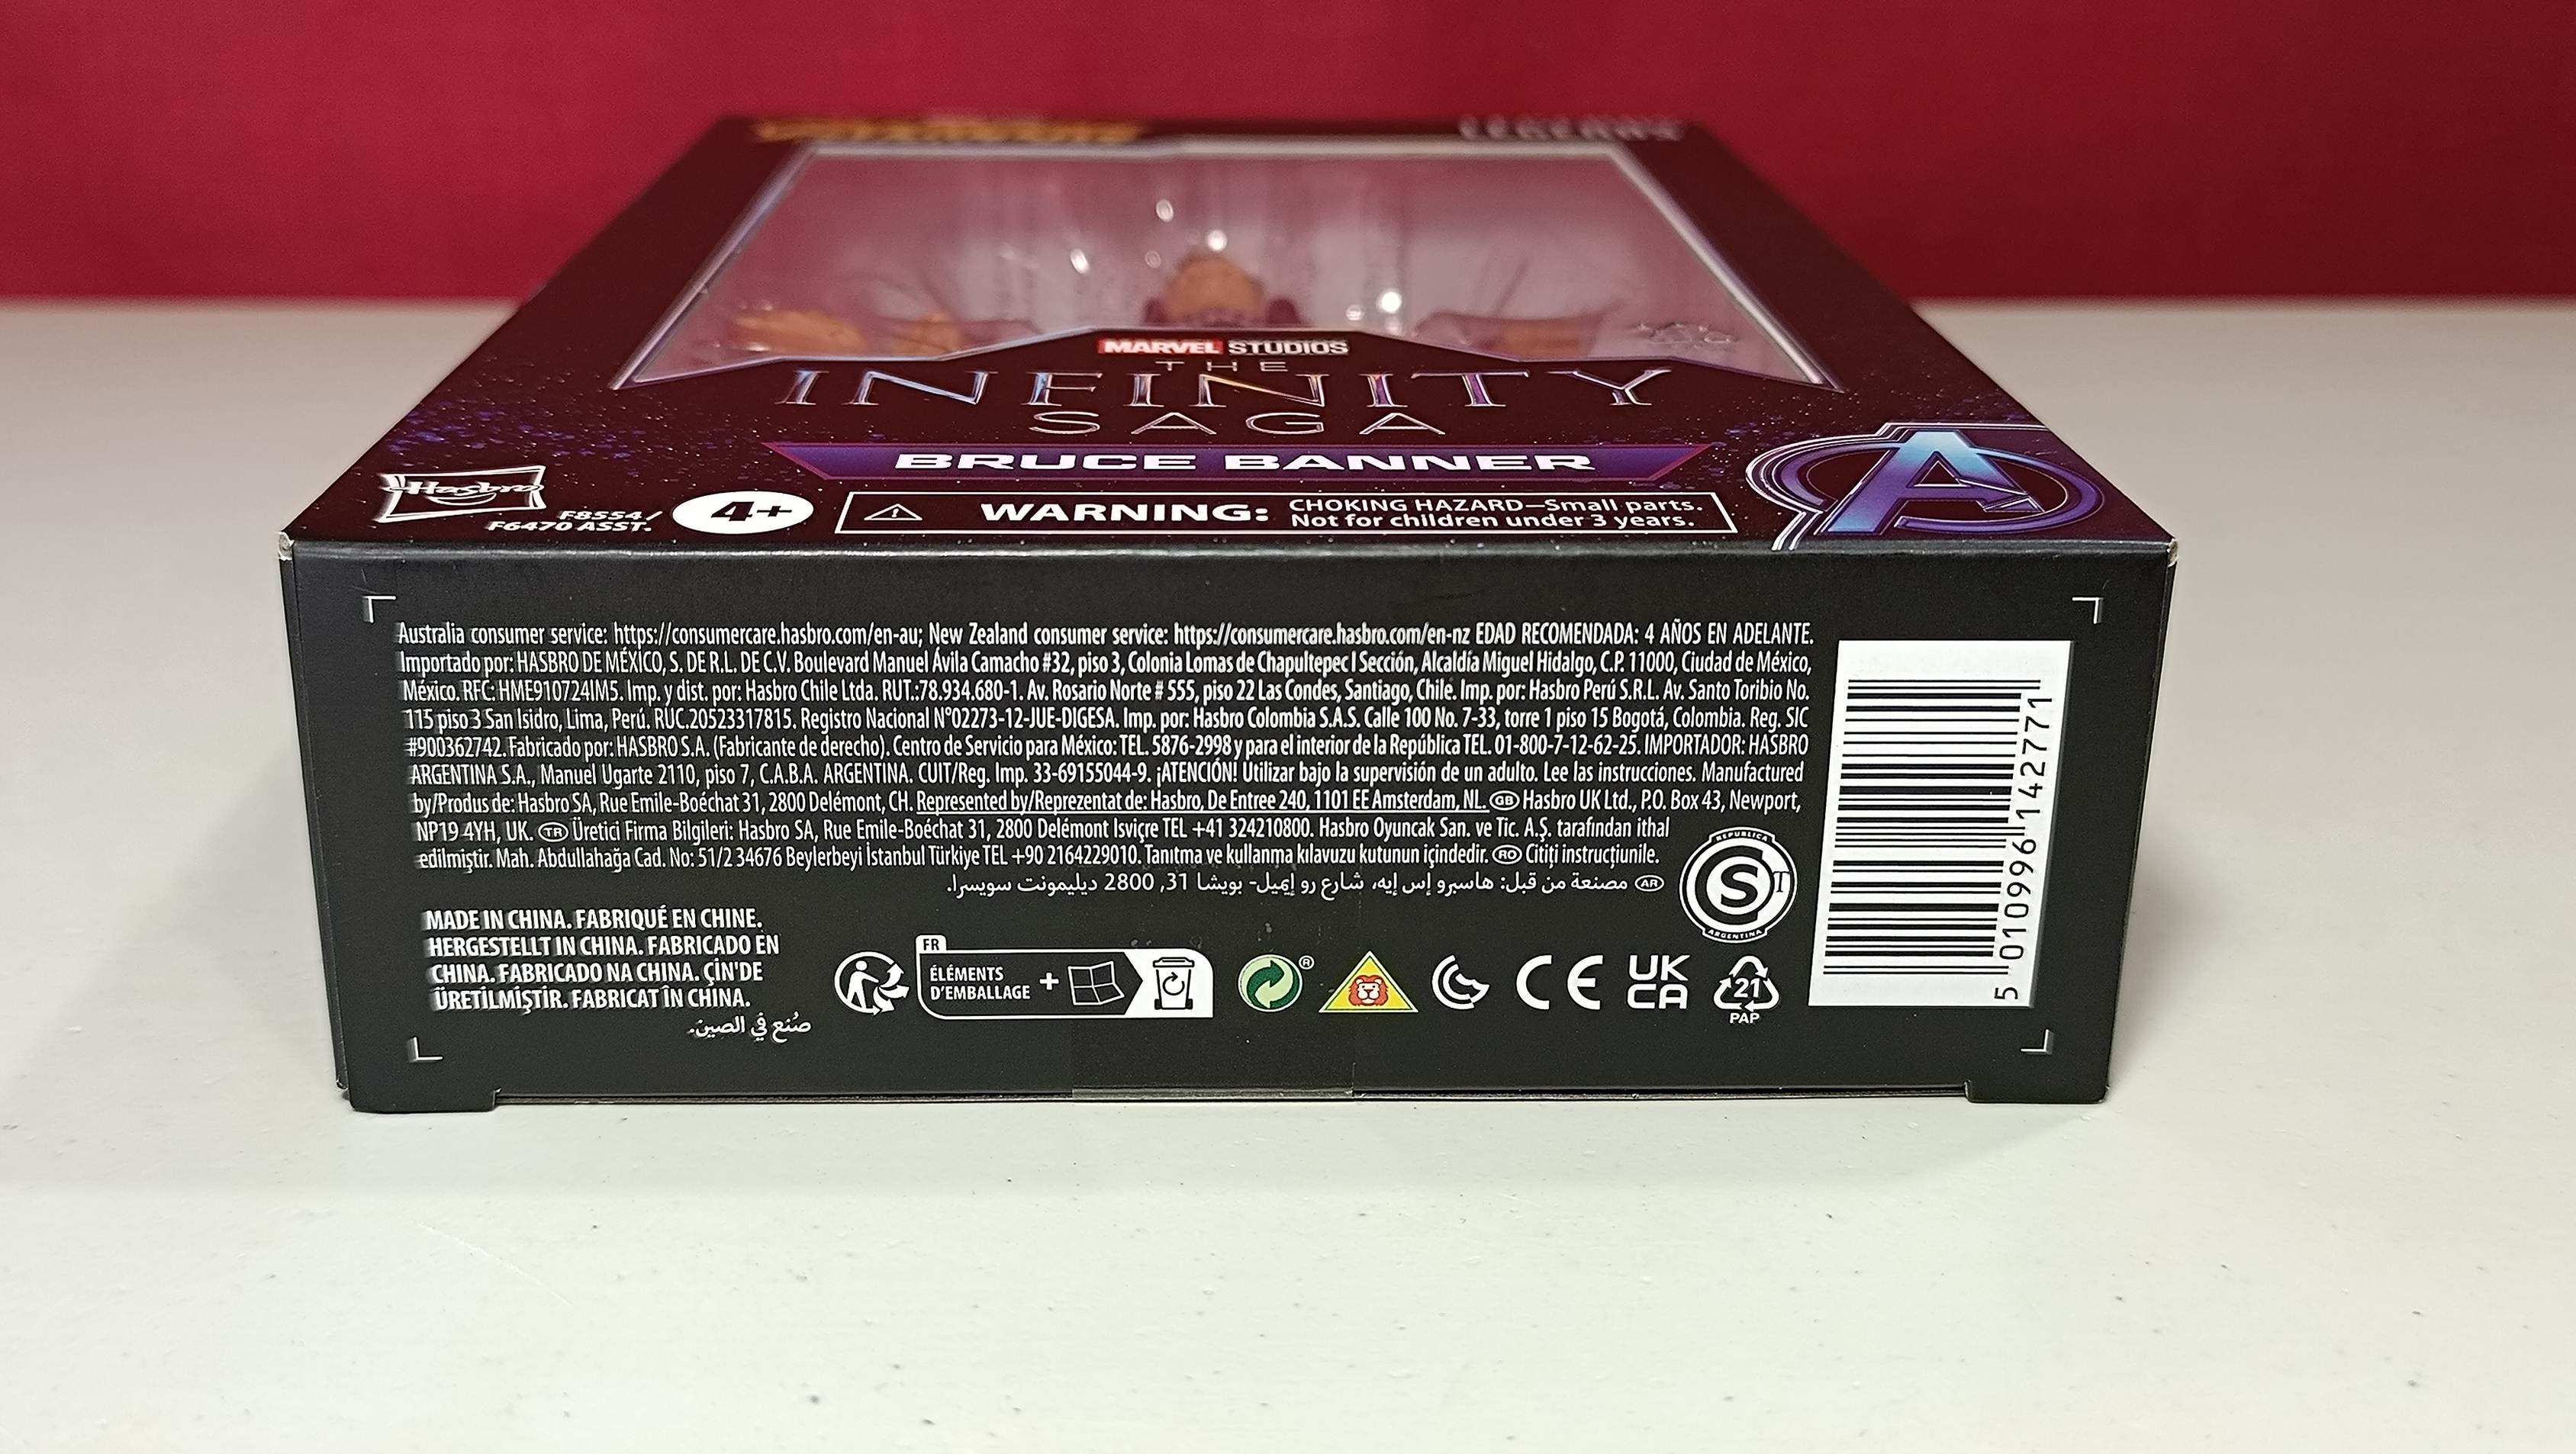 LEGENDS
MARVEL STUDIOS
THE
INFINITY
SAGA
BRUCE BANNER
Hasbro
F8554/
F6470 ASST.
4+
WARNING:
CHOKING HAZARD—Small parts.
Not for children under 3 years.
Australia consumer service: https://consumercare.hasbro.com/en-au; New Zealand consumer service: https://consumercare.hasbro.com/en-nz EDAD RECOMENDADA: 4 AÑOS EN ADELANTE.
Importado por: HASBRO DE MÉXICO, S. DE R.L. DE C.V. Boulevard Manuel Ávila Camacho #32, piso 3, Colonia Lomas de Chapultepec I Sección, Alcaldía Miguel Hidalgo, C.P. 11000, Ciudad de México,
México. RFC: HME910724IM5. Imp. y dist. por: Hasbro Chile Ltda. RUT.:78.934.680-1. Av. Rosario Norte # 555, piso 22 Las Condes, Santiago, Chile. Imp. por: Hasbro Perú S.R.L. Av. Santo Toribio No.
115 piso 3 San Isidro, Lima, Perú. RUC.20523317815. Registro Nacional N°02273-12-JUE-DIGESA. Imp. por: Hasbro Colombia S.A.S. Calle 100 No. 7-33, torre 1 piso 15 Bogotá, Colombia. Reg. SIC
#900362742. Fabricado por: HASBRO S.A. (Fabricante de derecho). Centro de Servicio para México: TEL. 5876-2998 y para el interior de la República TEL. 01-800-7-12-62-25. IMPORTADOR: HASBRO
ARGENTINA S.A., Manuel Ugarte 2110, piso 7, C.A.B.A. ARGENTINA. CUIT/Reg. Imp. 33-69155044-9. ¡ATENCIÓN! Utilizar bajo la supervisión de un adulto. Lee las instrucciones. Manufactured
by/Produs de: Hasbro SA, Rue Emile-Boéchat 31, 2800 Delémont, CH. Represented by/Reprezentat de: Hasbro, De Entree 240, 1101 EE Amsterdam, NL. GB Hasbro UK Ltd., P.O. Box 43, Newport,
NP19 4YH, UK. TR Üretici Firma Bilgileri: Hasbro SA, Rue Emile-Boéchat 31, 2800 Delémont Isviçre TEL +41 324210800. Hasbro Oyuncak San. ve Tic. A.Ş. tarafından ithal
edilmiştir. Mah. Abdullahağa Cad. No: 51/2 34676 Beylerbeyi İstanbul Türkiye TEL +90 2164229010. Tanıtma ve kullanma kılavuzu kutunun içindedir. RO Citiți instrucțiunile.
AR مصنعة من قبل: هاسبرو إس إيه، شارع رو إيميل- بويشا 31, 2800 ديليمونت سويسرا.
MADE IN CHINA. FABRIQUÉ EN CHINE.
HERGESTELLT IN CHINA. FABRICADO EN
CHINA. FABRICADO NA CHINA. ÇİN'DE
ÜRETİLMİŞTİR. FABRICAT ÎN CHINA.
صُنع في الصين.
FR
ÉLÉMENTS
D'EMBALLAGE +
®
CE
UK
CA
21
PAP
REPUBLICA
S T
ARGENTINA
5 010996 142771